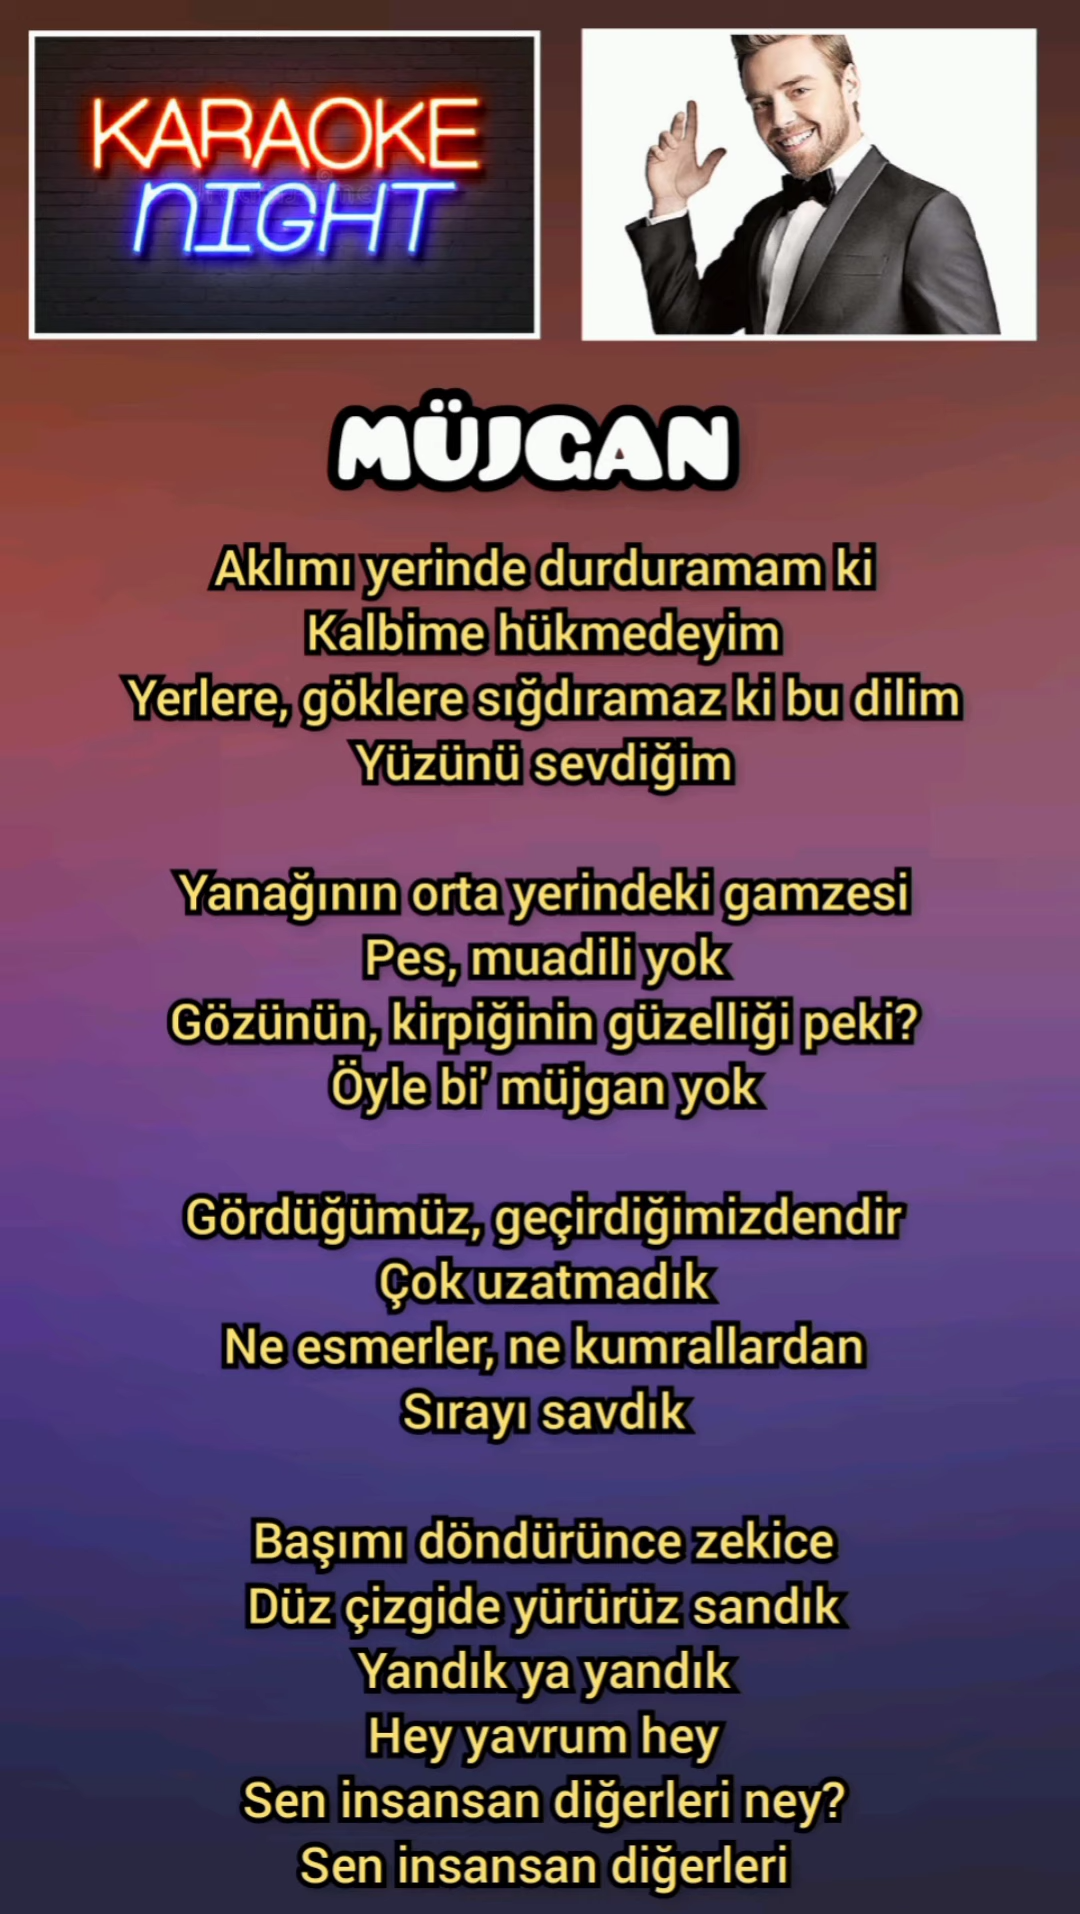 KARAOKE
NIGHT
MÜJGAN
Aklımı yerinde durduramam ki
Kalbime hükmedeyim
Yerlere, göklere sığdıramaz ki bu dilim
Yüzünü sevdiğim
Yanağının orta yerindeki gamzesi
Pes, muadili yok
Gözünün, kirpiğinin güzelliği peki?
Öyle bi' müjgan yok
Gördüğümüz, geçirdiğimizdendir
Çok uzatmadık
Ne esmerler, ne kumrallardan
Sırayı savdık
Başımı döndürünce zekice
Düz çizgide yürürüz sandık
Yandık ya yandık
Hey yavrum hey
Sen insansan diğerleri ney?
Sen insansan diğerleri